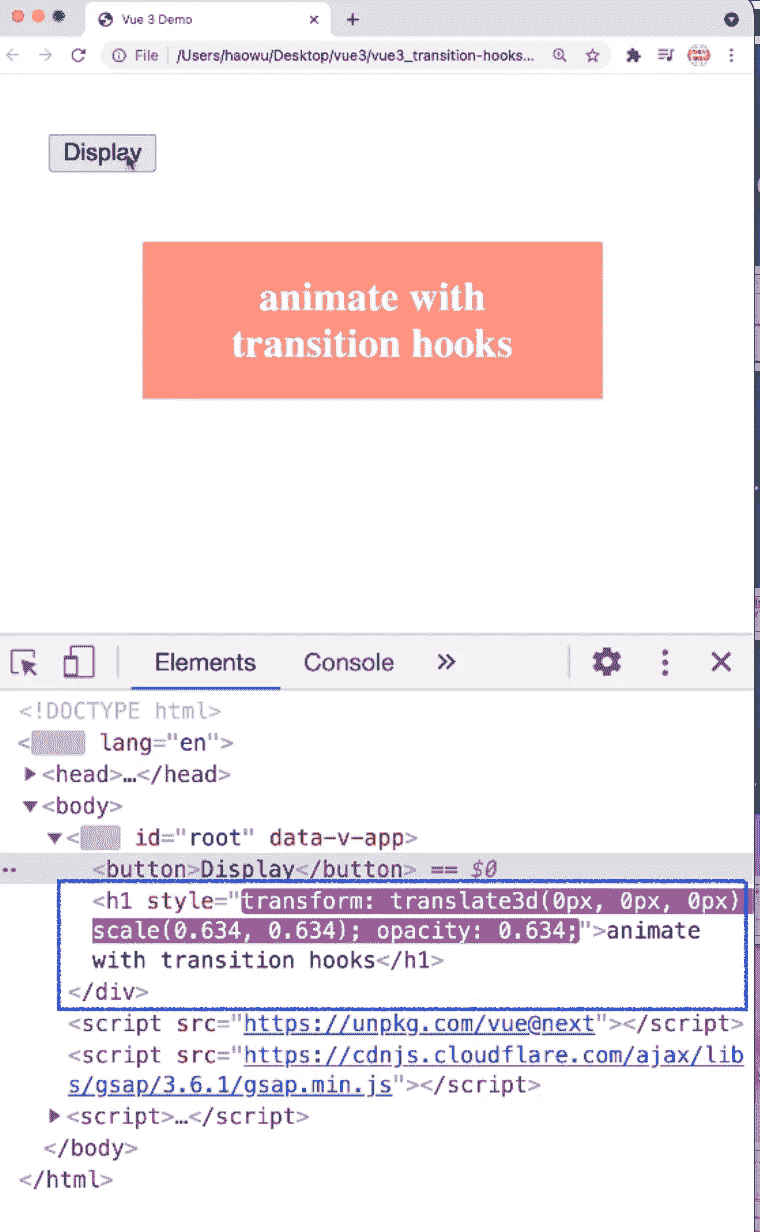 Vue 3 Demo
File /Users/haowu/Desktop/vue3/vue3_transition-hooks...
Display
animate with
transition hooks
Elements Console »
<!DOCTYPE html>
< lang="en">
▶<head>…</head>
▼<body>
▼< id="root" data-v-app>
<button>Display</button> == $0
<h1 style="transform: translate3d(0px, 0px, 0px)
scale(0.634, 0.634); opacity: 0.634;">animate
with transition hooks</h1>
</div>
<script src="https://unpkg.com/vue@next"></script>
<script src="https://cdnjs.cloudflare.com/ajax/lib
s/gsap/3.6.1/gsap.min.js"></script>
▶<script>…</script>
</body>
</html>